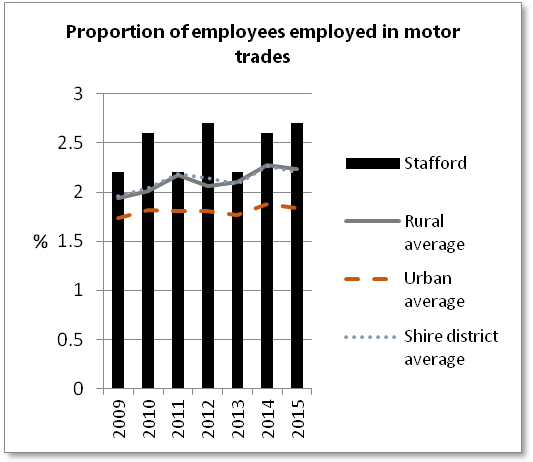 Proportion of employees employed in motor
trades
3
2.5
2
1.5
1
0.5
0
%
2009
2010
2011
2012
2013
2014
2015
Stafford
Rural
average
Urban
average
Shire district
average